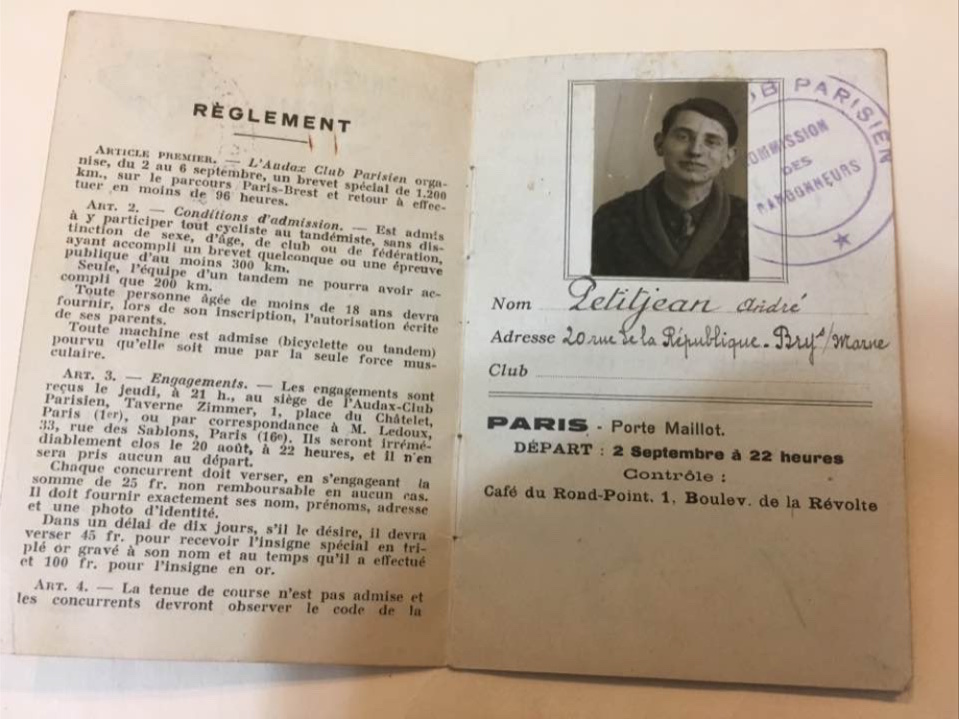 RÈGLEMENT
ARTICLE PREMIER. — L'Audax Club Parisien orga-
nise, du 2 au 6 septembre, un brevet spécial de 1.200
km., sur le parcours Paris-Brest et retour à effec-
tuer en moins de 96 heures.
ART. 2. — Conditions d'admission. — Est admis
à y participer tout cycliste au tandémiste, sans dis-
tinction de sexe, d'âge, de club ou de fédération,
ayant accompli un brevet quelconque ou une épreuve
publique d'au moins 300 km.
Seule, l'équipe d'un tandem ne pourra avoir ac-
compli que 200 km.
Toute personne âgée de moins de 18 ans devra
fournir, lors de son inscription, l'autorisation écrite
de ses parents.
Toute machine est admise (bicyclette ou tandem)
pourvu qu'elle soit mue par la seule force mus-
culaire.
ART. 3. — Engagements. — Les engagements sont
reçus le jeudi, à 21 h., au siège de l'Audax-Club
Parisien, Taverne Zimmer, 1, place du Châtelet,
Paris (1er), ou par correspondance à M. Ledoux,
33, rue des Sablons, Paris (16e). Ils seront irrémé-
diablement clos le 20 août, à 22 heures, et il n'en
sera pris aucun au départ.
Chaque concurrent doit verser, en s'engageant la
somme de 25 fr. non remboursable en aucun cas.
Il doit fournir exactement ses nom, prénoms, adresse
et une photo d'identité.
Dans un délai de dix jours, s'il le désire, il devra
verser 45 fr. pour recevoir l'insigne spécial en tri-
plé or gravé à son nom et au temps qu'il a effectué
et 100 fr. pour l'insigne en or.
ART. 4. — La tenue de course n'est pas admise et
les concurrents devront observer le code de la
UB PARISIEN
COMMISSION
DES
RANDONNEURS
Nom Petitjean André
Adresse 20 rue de la République - Bry s/Marne
Club
PARIS - Porte Maillot.
DÉPART : 2 Septembre à 22 heures
Contrôle :
Café du Rond-Point, 1, Boulev. de la Révolte